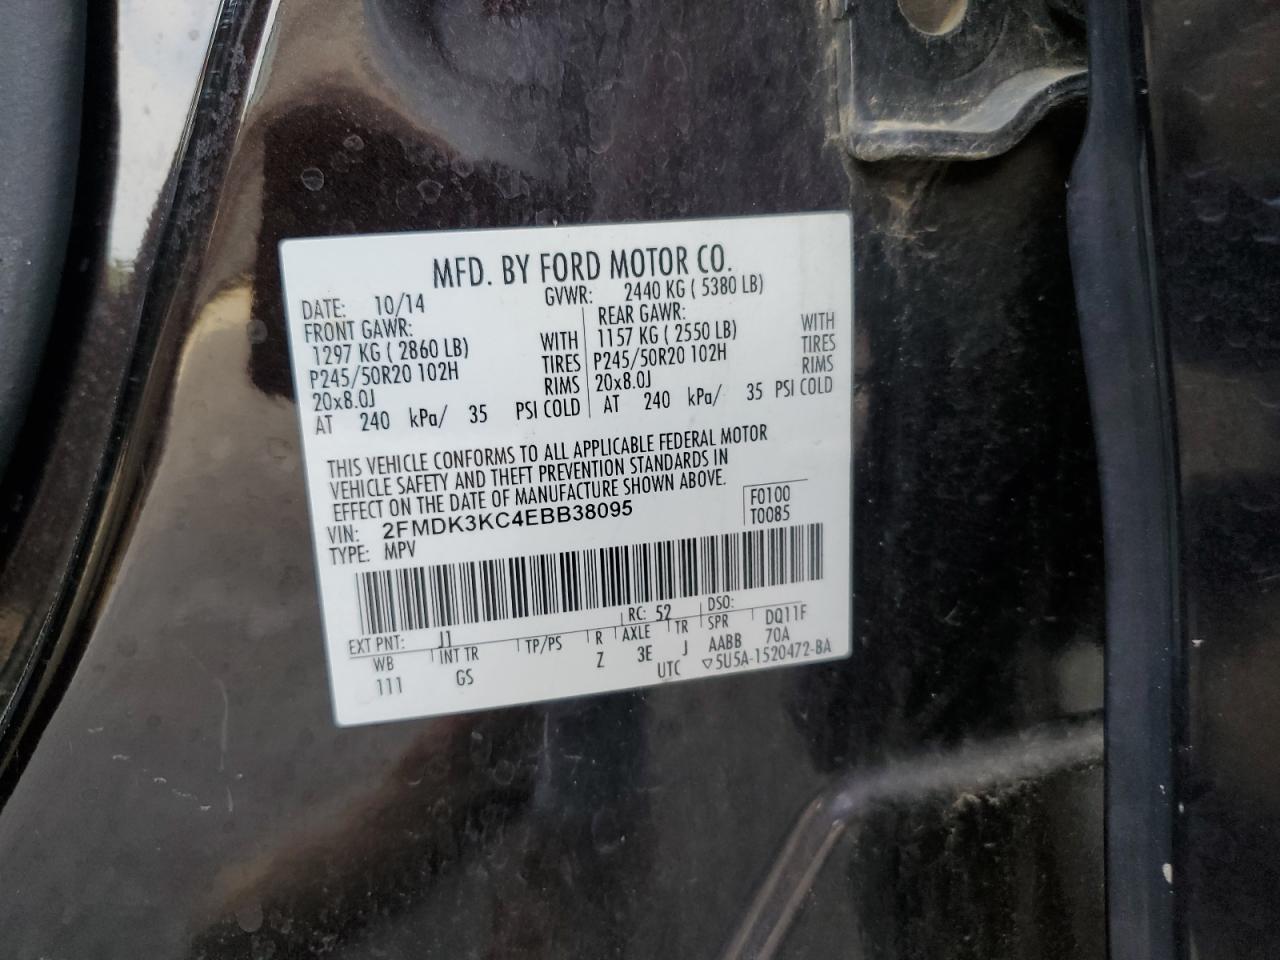 MFD. BY FORD MOTOR CO.
DATE: 10/14 GVWR: 2440 KG ( 5380 LB)
FRONT GAWR: REAR GAWR:
1297 KG ( 2860 LB) WITH 1157 KG ( 2550 LB) WITH
P245/50R20 102H TIRES P245/50R20 102H TIRES
20x8.0J RIMS 20x8.0J RIMS
AT 240 kPa/ 35 PSI COLD AT 240 kPa/ 35 PSI COLD
THIS VEHICLE CONFORMS TO ALL APPLICABLE FEDERAL MOTOR
VEHICLE SAFETY AND THEFT PREVENTION STANDARDS IN
EFFECT ON THE DATE OF MANUFACTURE SHOWN ABOVE.
VIN: 2FMDK3KC4EBB38095 F0100
TYPE: MPV T0085
EXT PNT: J1 RC: 52 DSO:
WB INT TR TP/PS R AXLE TR SPR DQ11F
111 GS Z 3E J AABB 70A
UTC ▽5U5A-1520472-BA